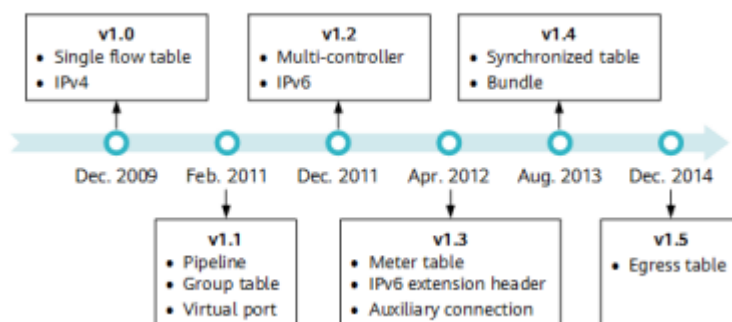 v1.0
• Single flow table
• IPv4
v1.2
• Multi-controller
• IPv6
v1.4
• Synchronized table
• Bundle
Dec. 2009
Feb. 2011
Dec. 2011
Apr. 2012
Aug. 2013
Dec. 2014
v1.1
• Pipeline
• Group table
• Virtual port
v1.3
• Meter table
• IPv6 extension header
• Auxiliary connection
v1.5
• Egress table